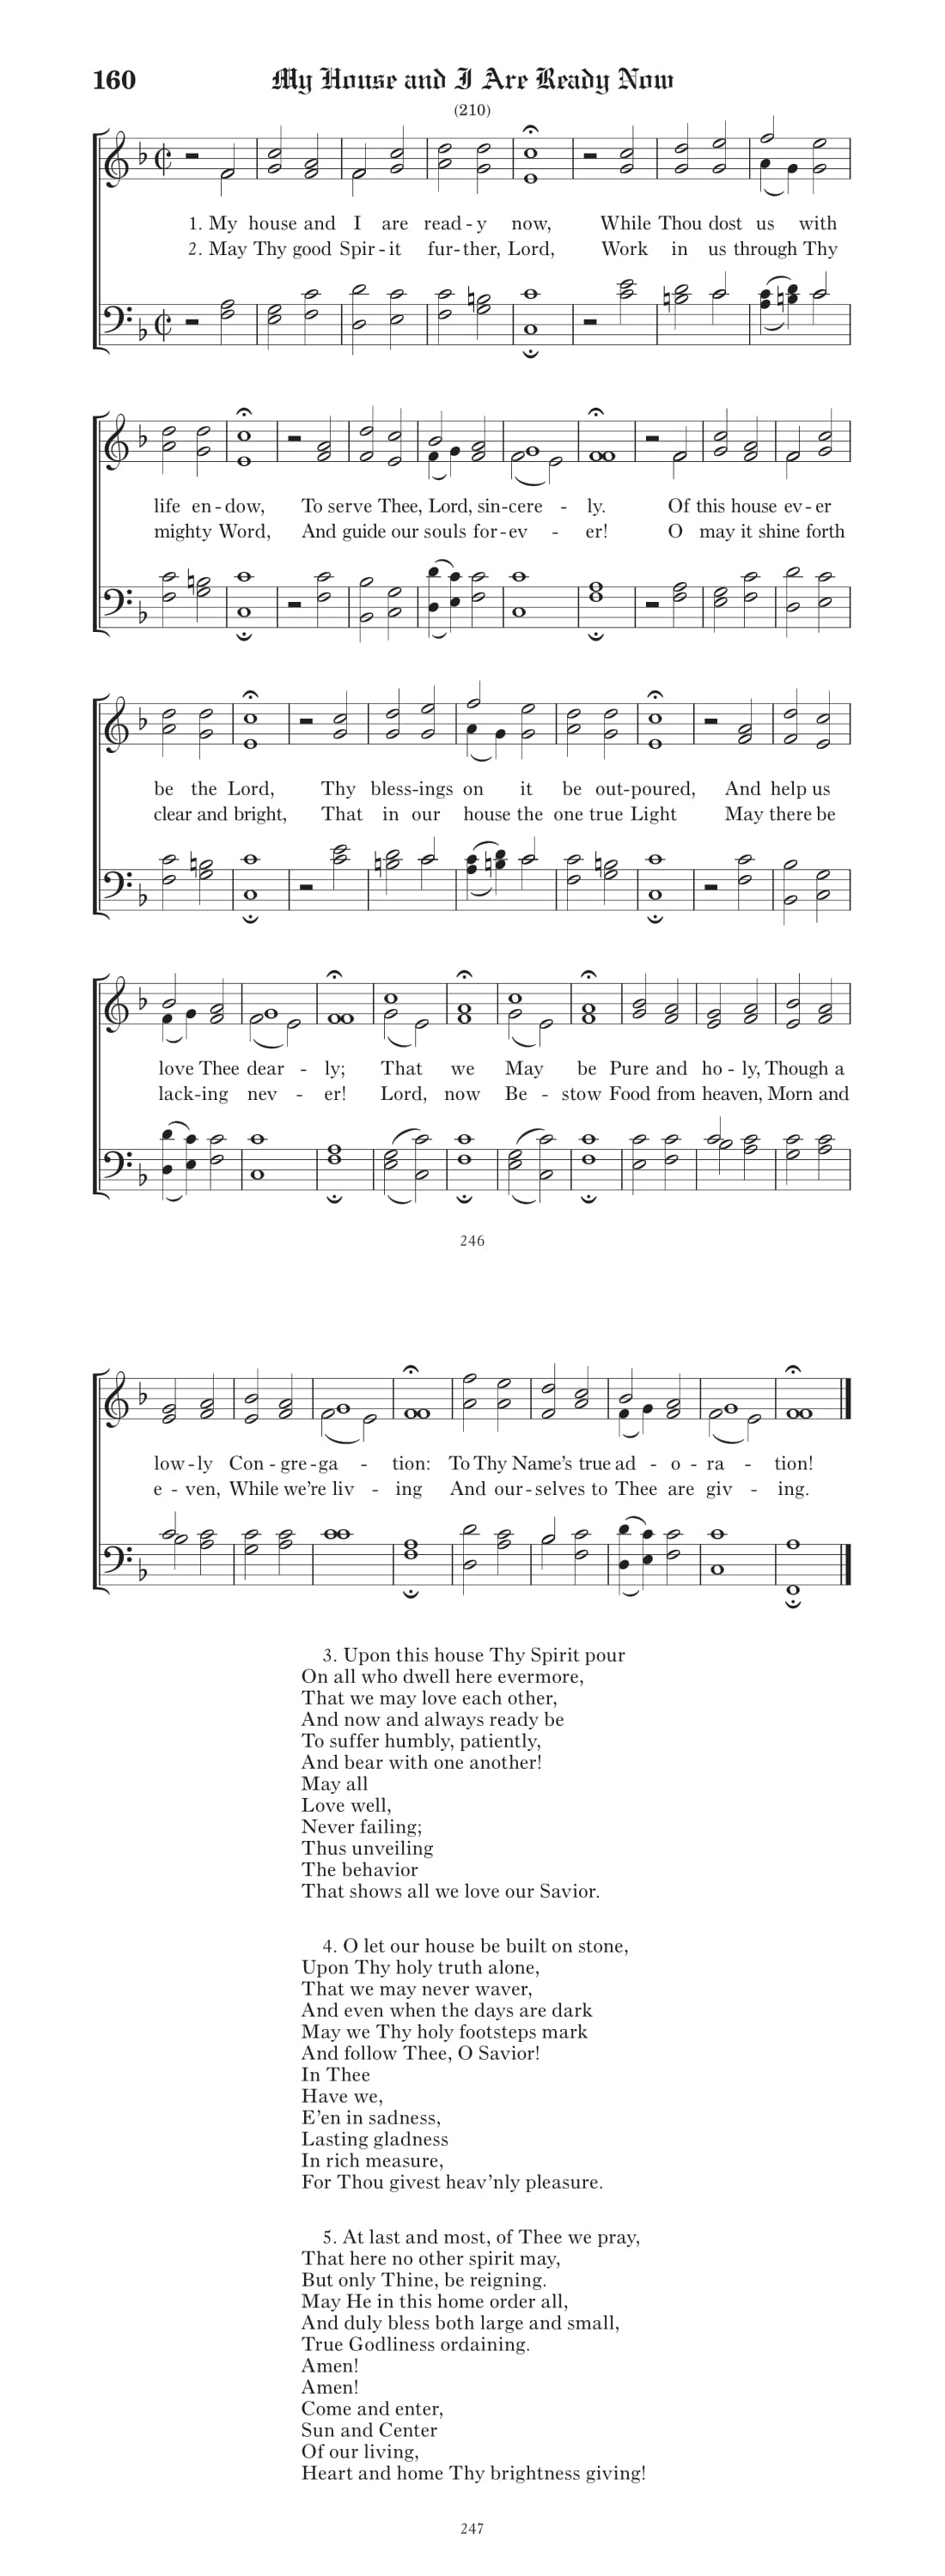 160 My House and I Are Ready Now
(210)
1. My house and I are read - y now, While Thou dost us with
2. May Thy good Spir - it fur - ther, Lord, Work in us through Thy
life en - dow, To serve Thee, Lord, sin - cere - ly. Of this house ev - er
mighty Word, And guide our souls for - ev - er! O may it shine forth
be the Lord, Thy bless - ings on it be out - poured, And help us
clear and bright, That in our house the one true Light May there be
love Thee dear - ly; That we May be Pure and ho - ly, Though a
lack - ing nev - er! Lord, now Be - stow Food from heaven, Morn and
246
low - ly Con - gre - ga - tion: To Thy Name’s true ad - o - ra - tion!
e - ven, While we’re liv - ing And our - selves to Thee are giv - ing.
3. Upon this house Thy Spirit pour
On all who dwell here evermore,
That we may love each other,
And now and always ready be
To suffer humbly, patiently,
And bear with one another!
May all
Love well,
Never failing;
Thus unveiling
The behavior
That shows all we love our Savior.
4. O let our house be built on stone,
Upon Thy holy truth alone,
That we may never waver,
And even when the days are dark
May we Thy holy footsteps mark
And follow Thee, O Savior!
In Thee
Have we,
E’en in sadness,
Lasting gladness
In rich measure,
For Thou givest heav’nly pleasure.
5. At last and most, of Thee we pray,
That here no other spirit may,
But only Thine, be reigning.
May He in this home order all,
And duly bless both large and small,
True Godliness ordaining.
Amen!
Amen!
Come and enter,
Sun and Center
Of our living,
Heart and home Thy brightness giving!
247